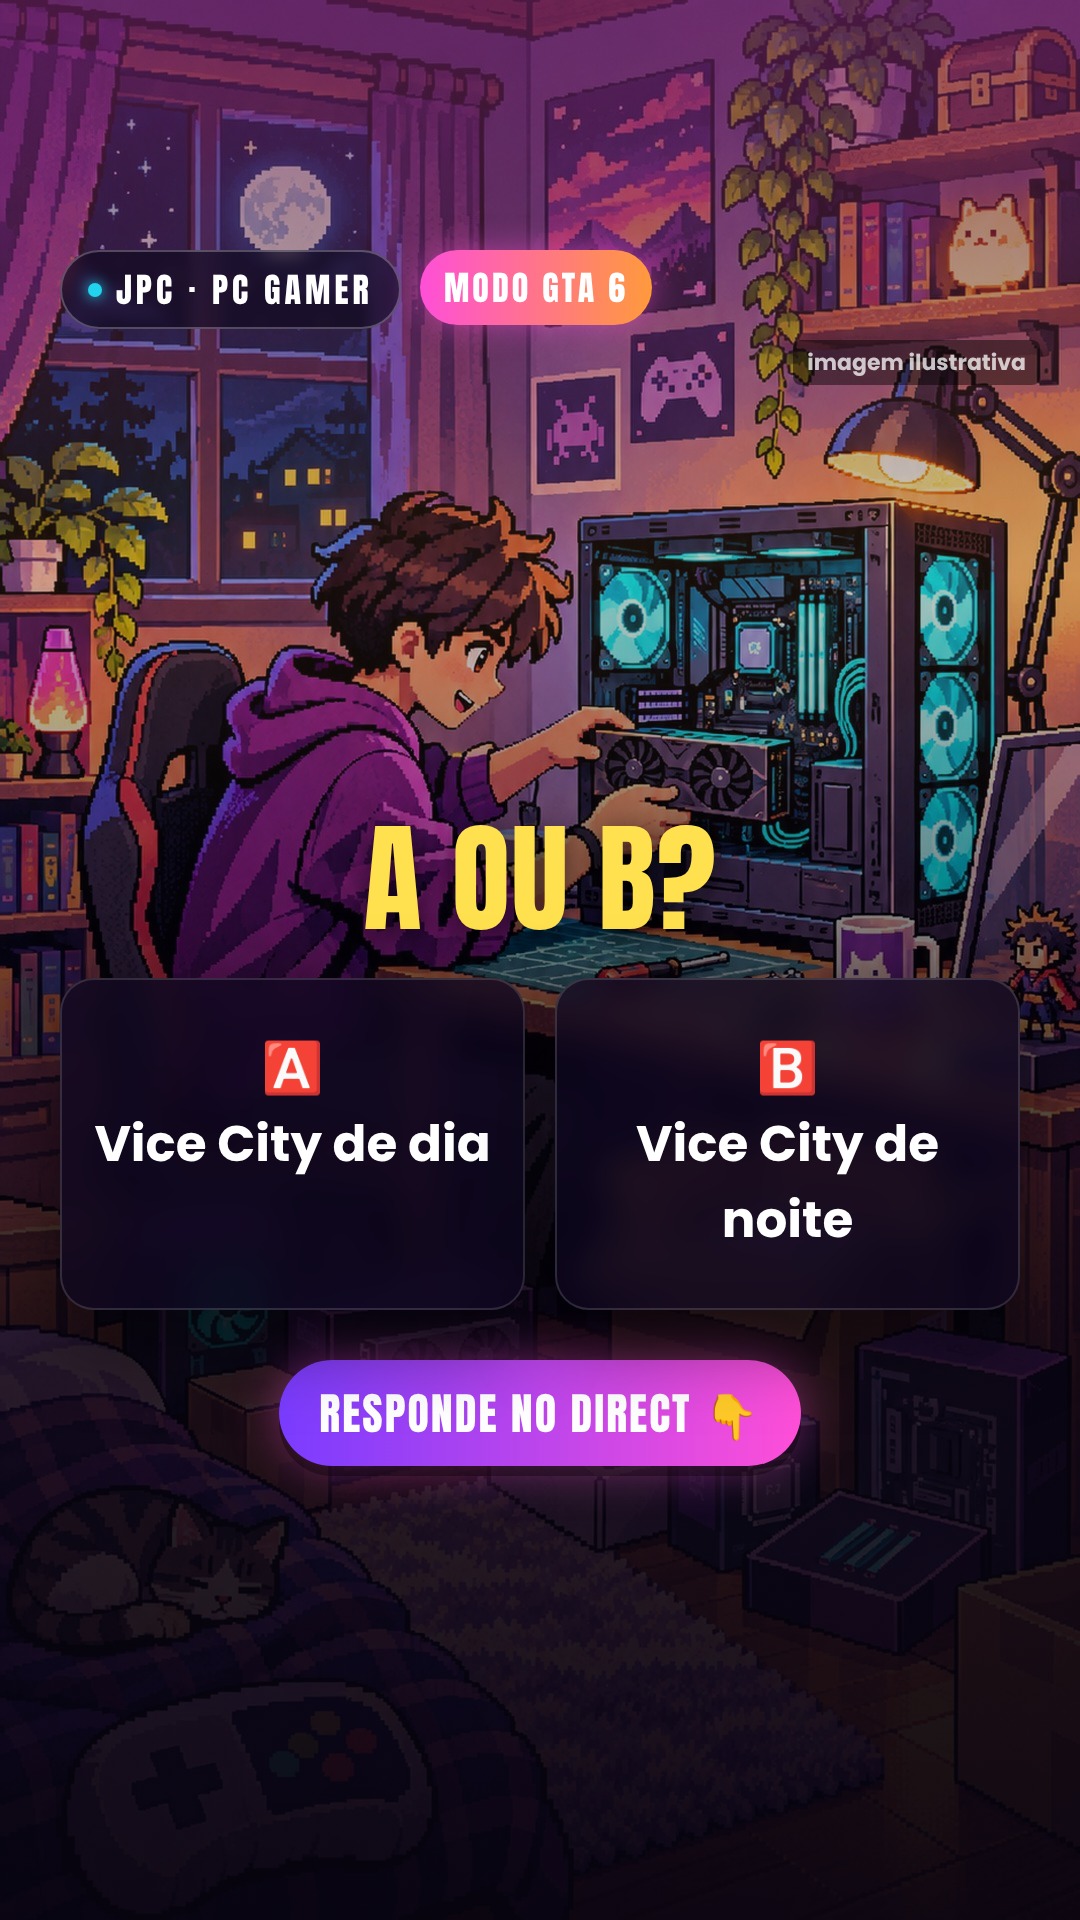 JPC · PC GAMER
MODO GTA 6
imagem ilustrativa
A OU B?
🅰
Vice City de dia
🅱
Vice City de
noite
RESPONDE NO DIRECT 👇